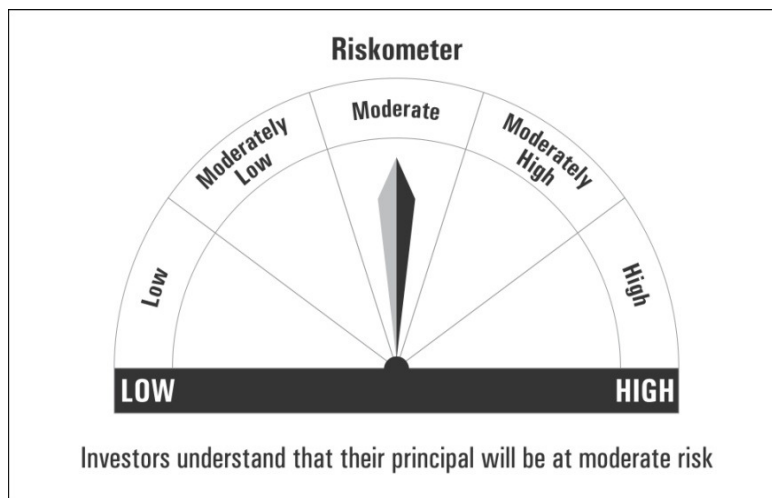 Riskometer
Low
Moderately
Low
Moderate
Moderately
High
High
LOW
HIGH
Investors understand that their principal will be at moderate risk